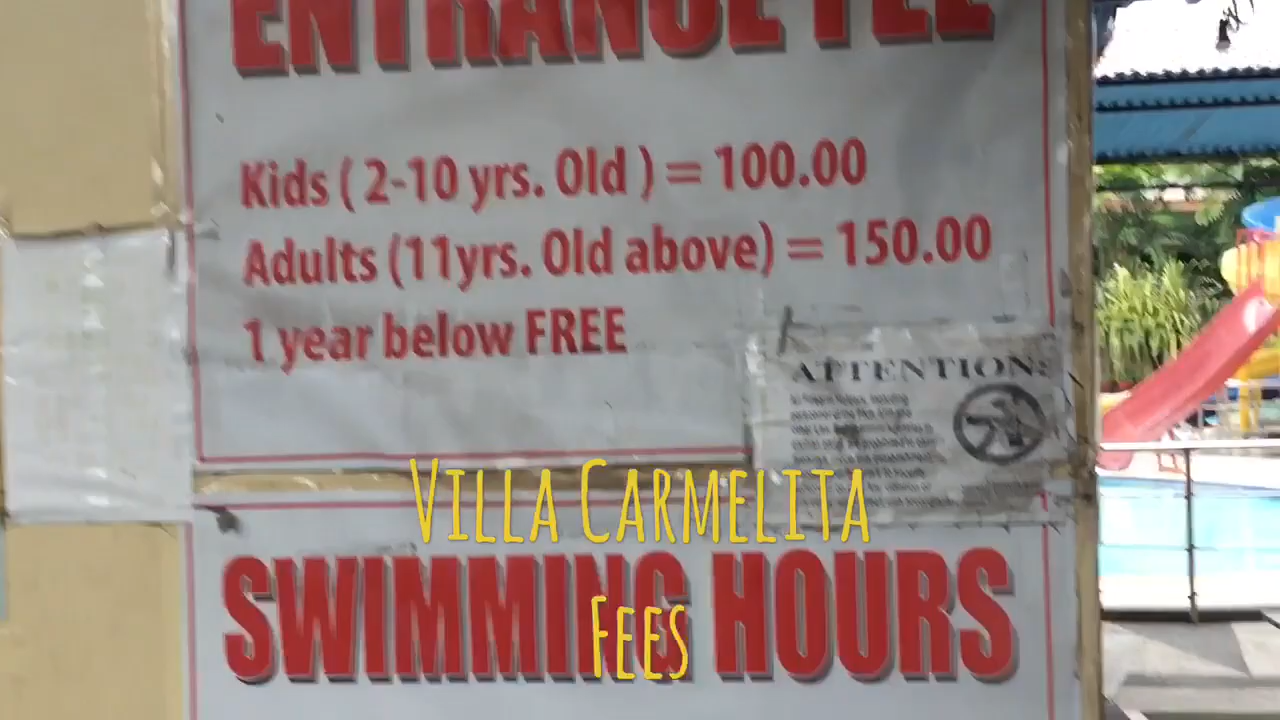 ENTRANCE FEE
Kids ( 2-10 yrs. Old ) = 100.00
Adults (11yrs. Old above) = 150.00
1 year below FREE
ATTENTION:
VILLA CARMELITA
SWIMMING HOURS
FEES